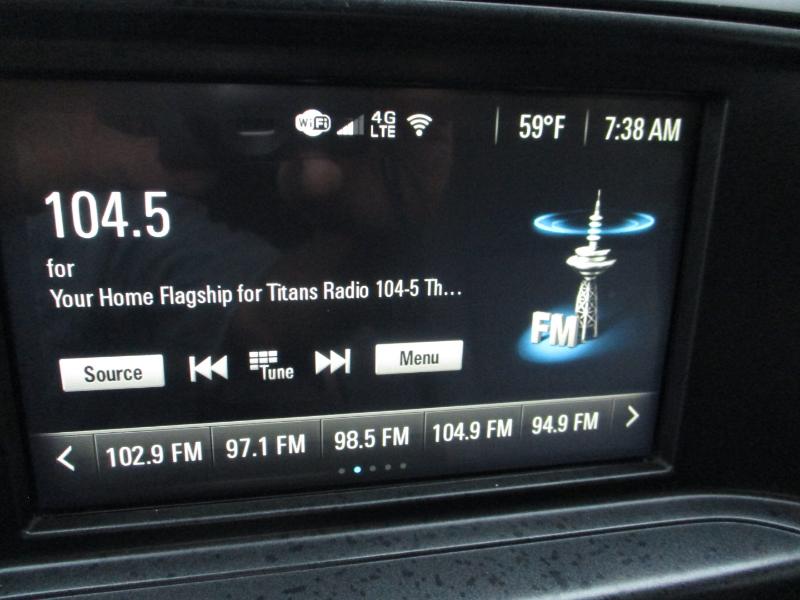 WiFi 4G LTE 59°F 7:38 AM
104.5
for
Your Home Flagship for Titans Radio 104-5 Th...
FM
Source Tune Menu
102.9 FM 97.1 FM 98.5 FM 104.9 FM 94.9 FM